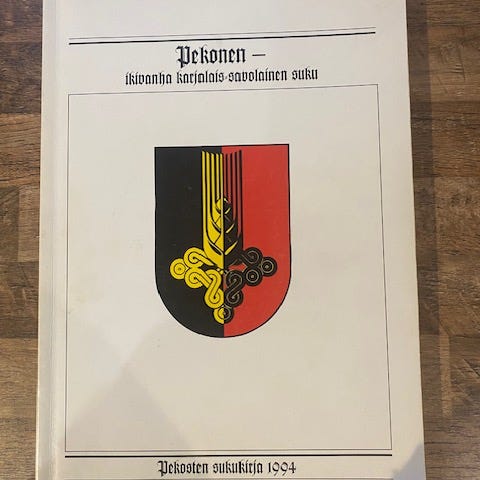 Pekonen –
ikivanha karjalais-savolainen suku
Pekosten sukukirja 1994